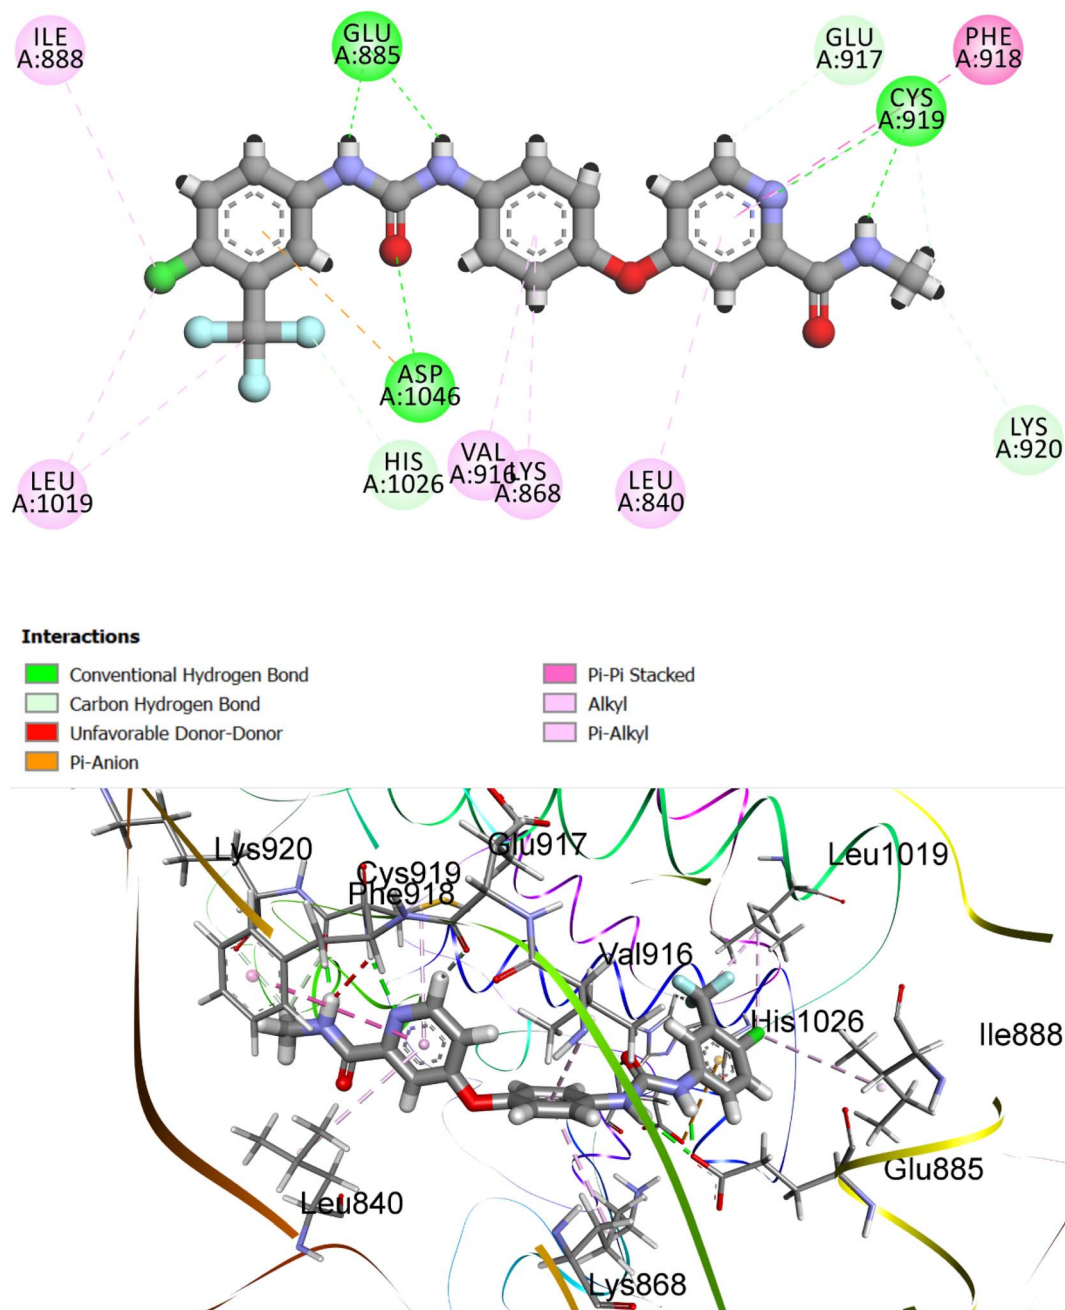 ILE
A:888
GLU
A:885
GLU
A:917
PHE
A:918
CYS
A:919
ASP
A:1046
LYS
A:920
LEU
A:1019
HIS
A:1026
VAL
A:916
LYS
A:868
LEU
A:840
Interactions
Conventional Hydrogen Bond
Carbon Hydrogen Bond
Unfavorable Donor-Donor
Pi-Anion
Pi-Pi Stacked
Alkyl
Pi-Alkyl
Lys920
Cys919
Phe918
Glu917
Leu1019
Val916
His1026
Ile888
Glu885
Leu840
Lys868